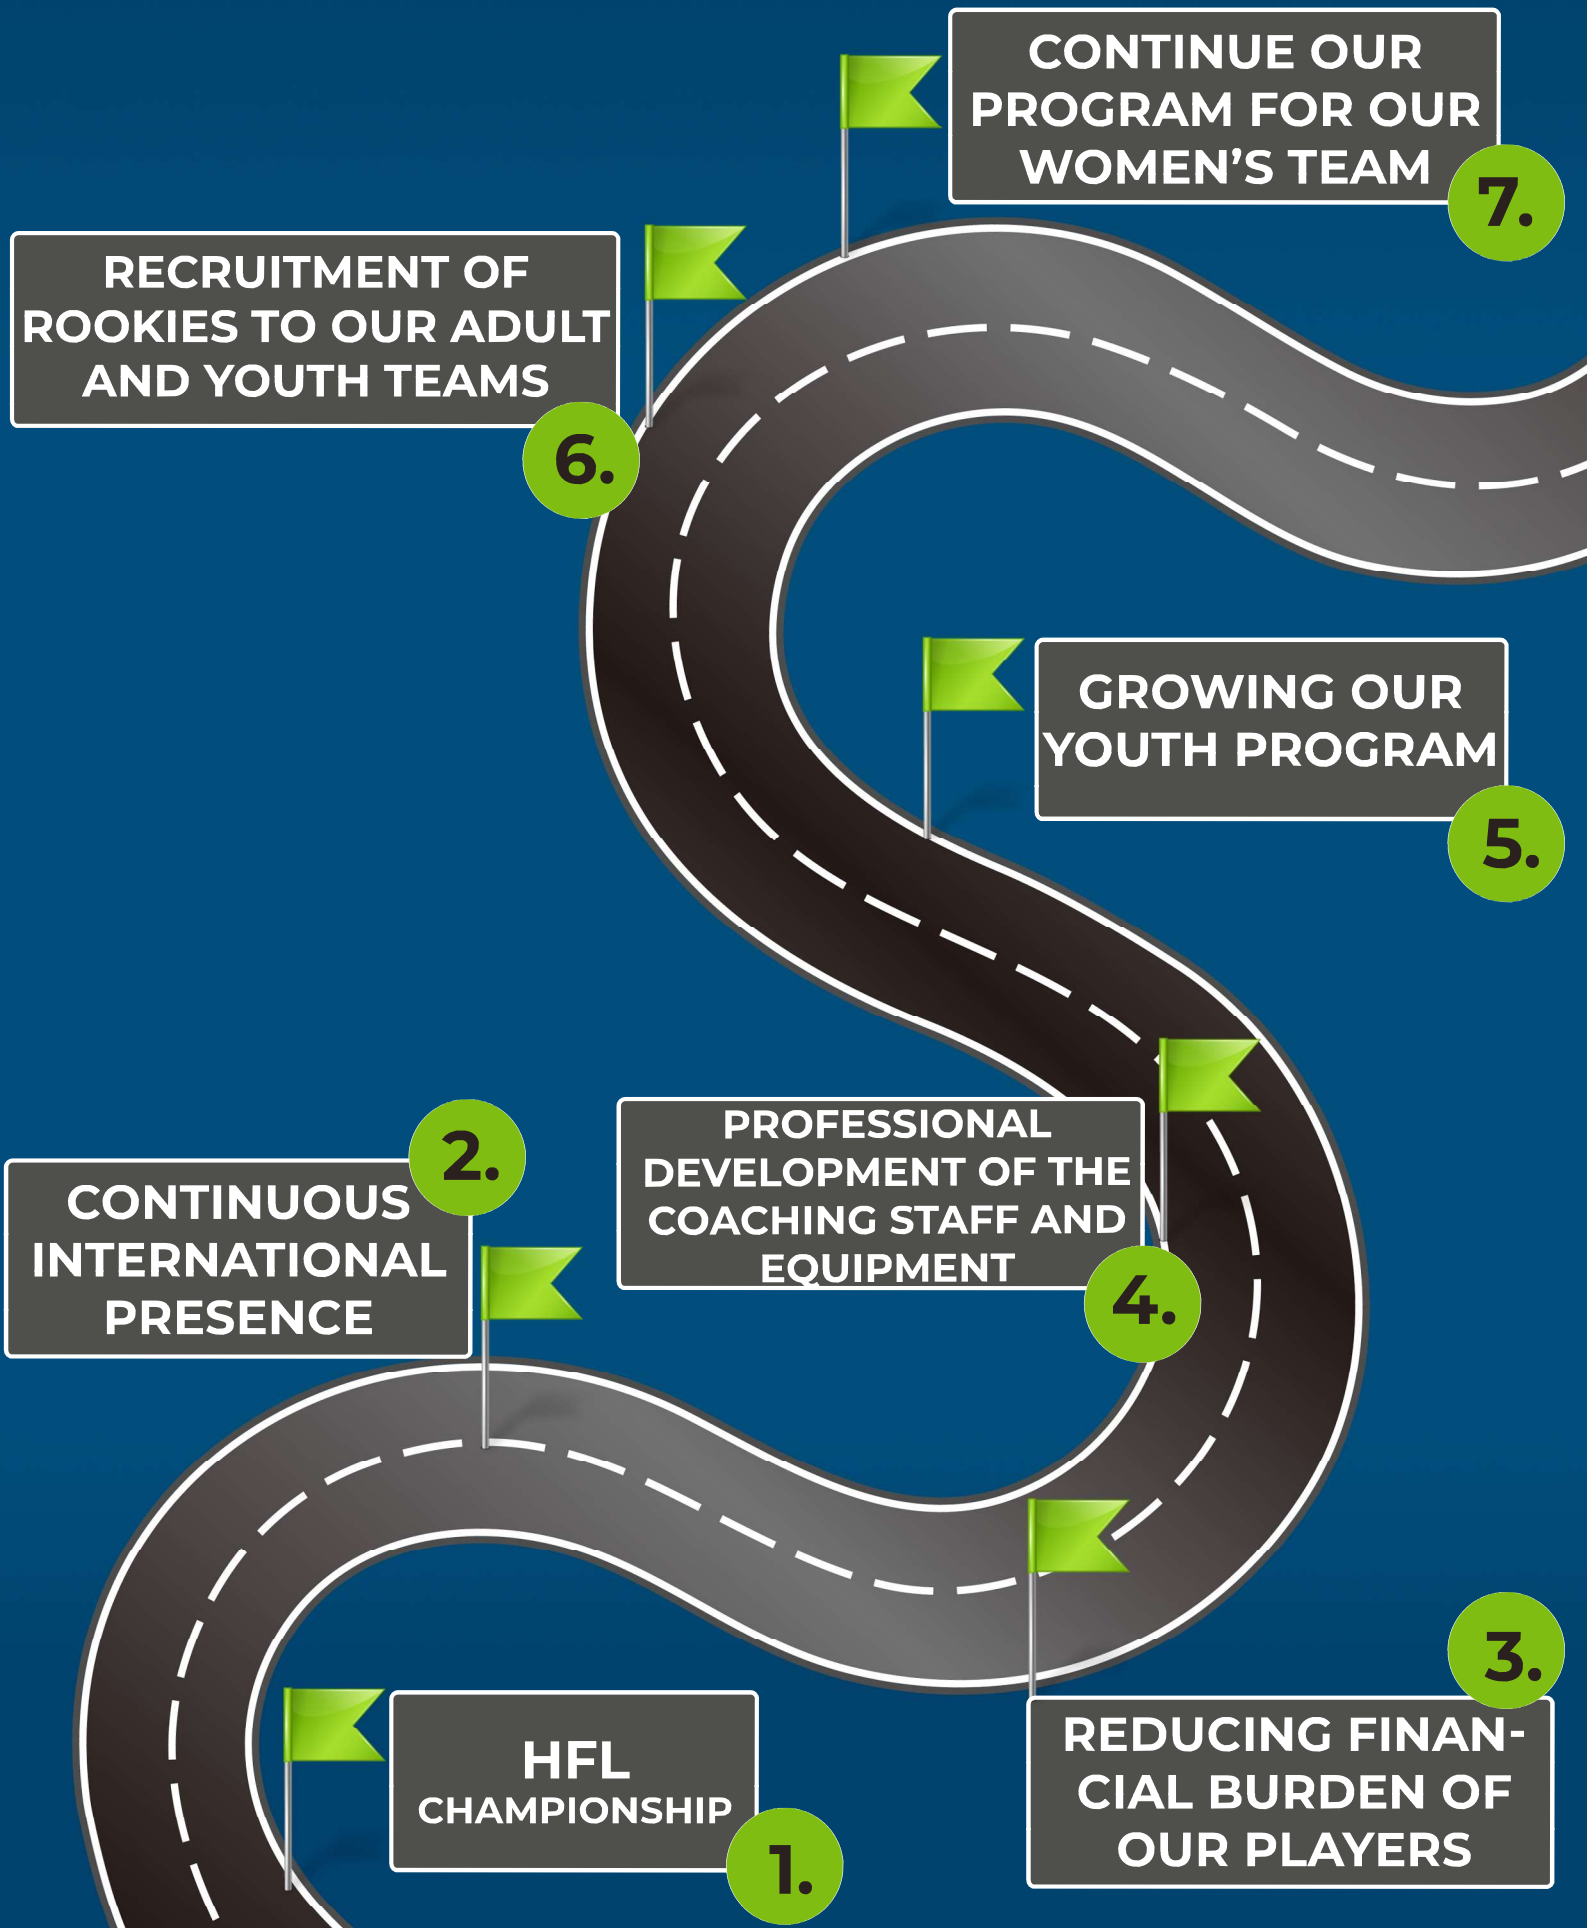 CONTINUE OUR
PROGRAM FOR OUR
WOMEN'S TEAM
7.
RECRUITMENT OF
ROOKIES TO OUR ADULT
AND YOUTH TEAMS
6.
GROWING OUR
YOUTH PROGRAM
5.
PROFESSIONAL
DEVELOPMENT OF THE
COACHING STAFF AND
EQUIPMENT
4.
2.
CONTINUOUS
INTERNATIONAL
PRESENCE
3.
REDUCING FINAN-
CIAL BURDEN OF
OUR PLAYERS
HFL
CHAMPIONSHIP
1.